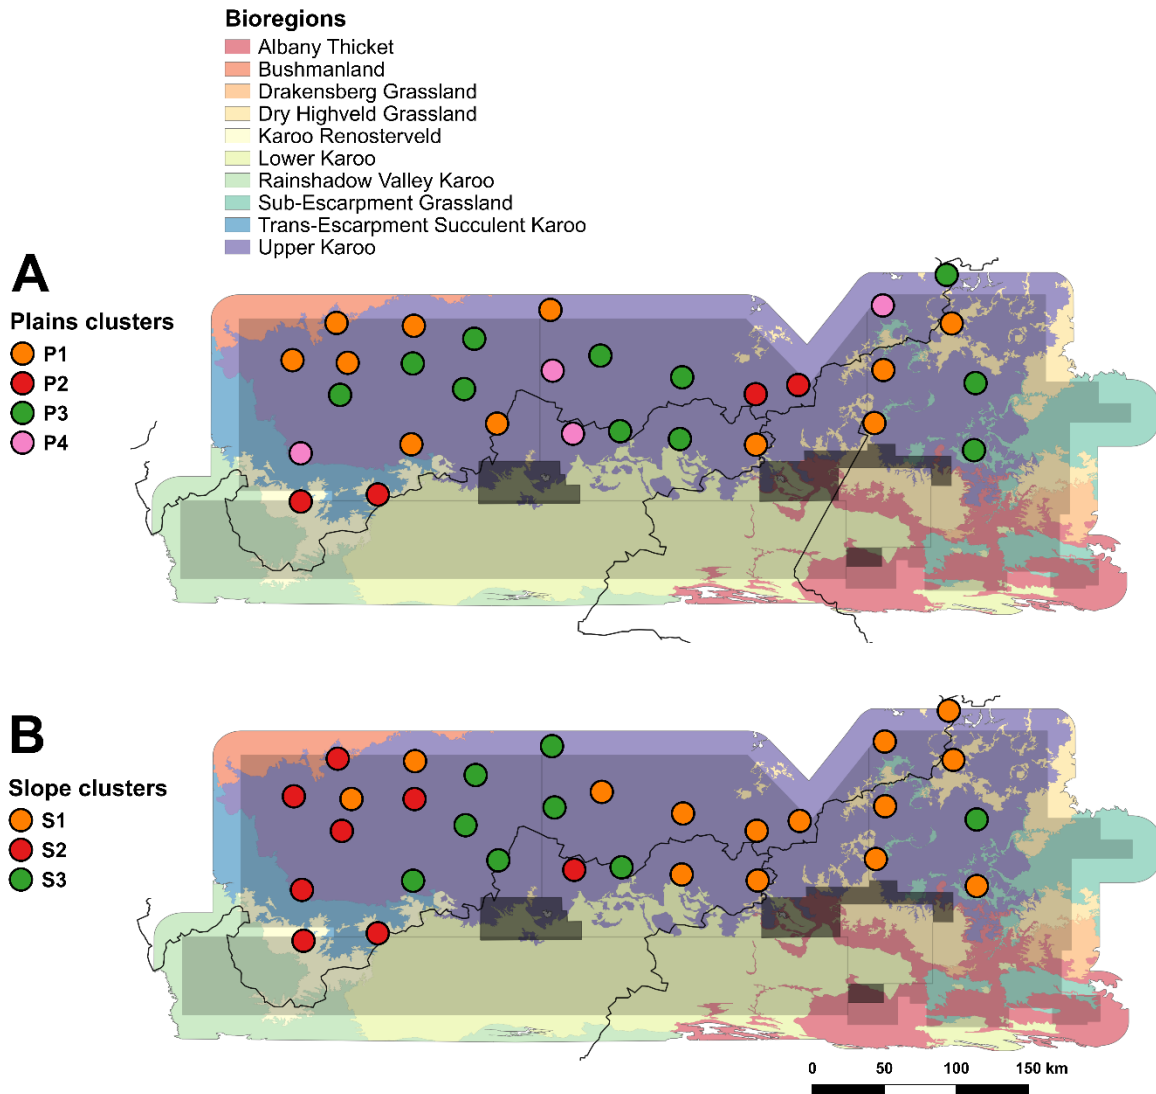 Bioregions
Albany Thicket
Bushmanland
Drakensberg Grassland
Dry Highveld Grassland
Karoo Renosterveld
Lower Karoo
Rainshadow Valley Karoo
Sub-Escarpment Grassland
Trans-Escarpment Succulent Karoo
Upper Karoo
A
Plains clusters
P1
P2
P3
P4
B
Slope clusters
S1
S2
S3
0 50 100 150 km